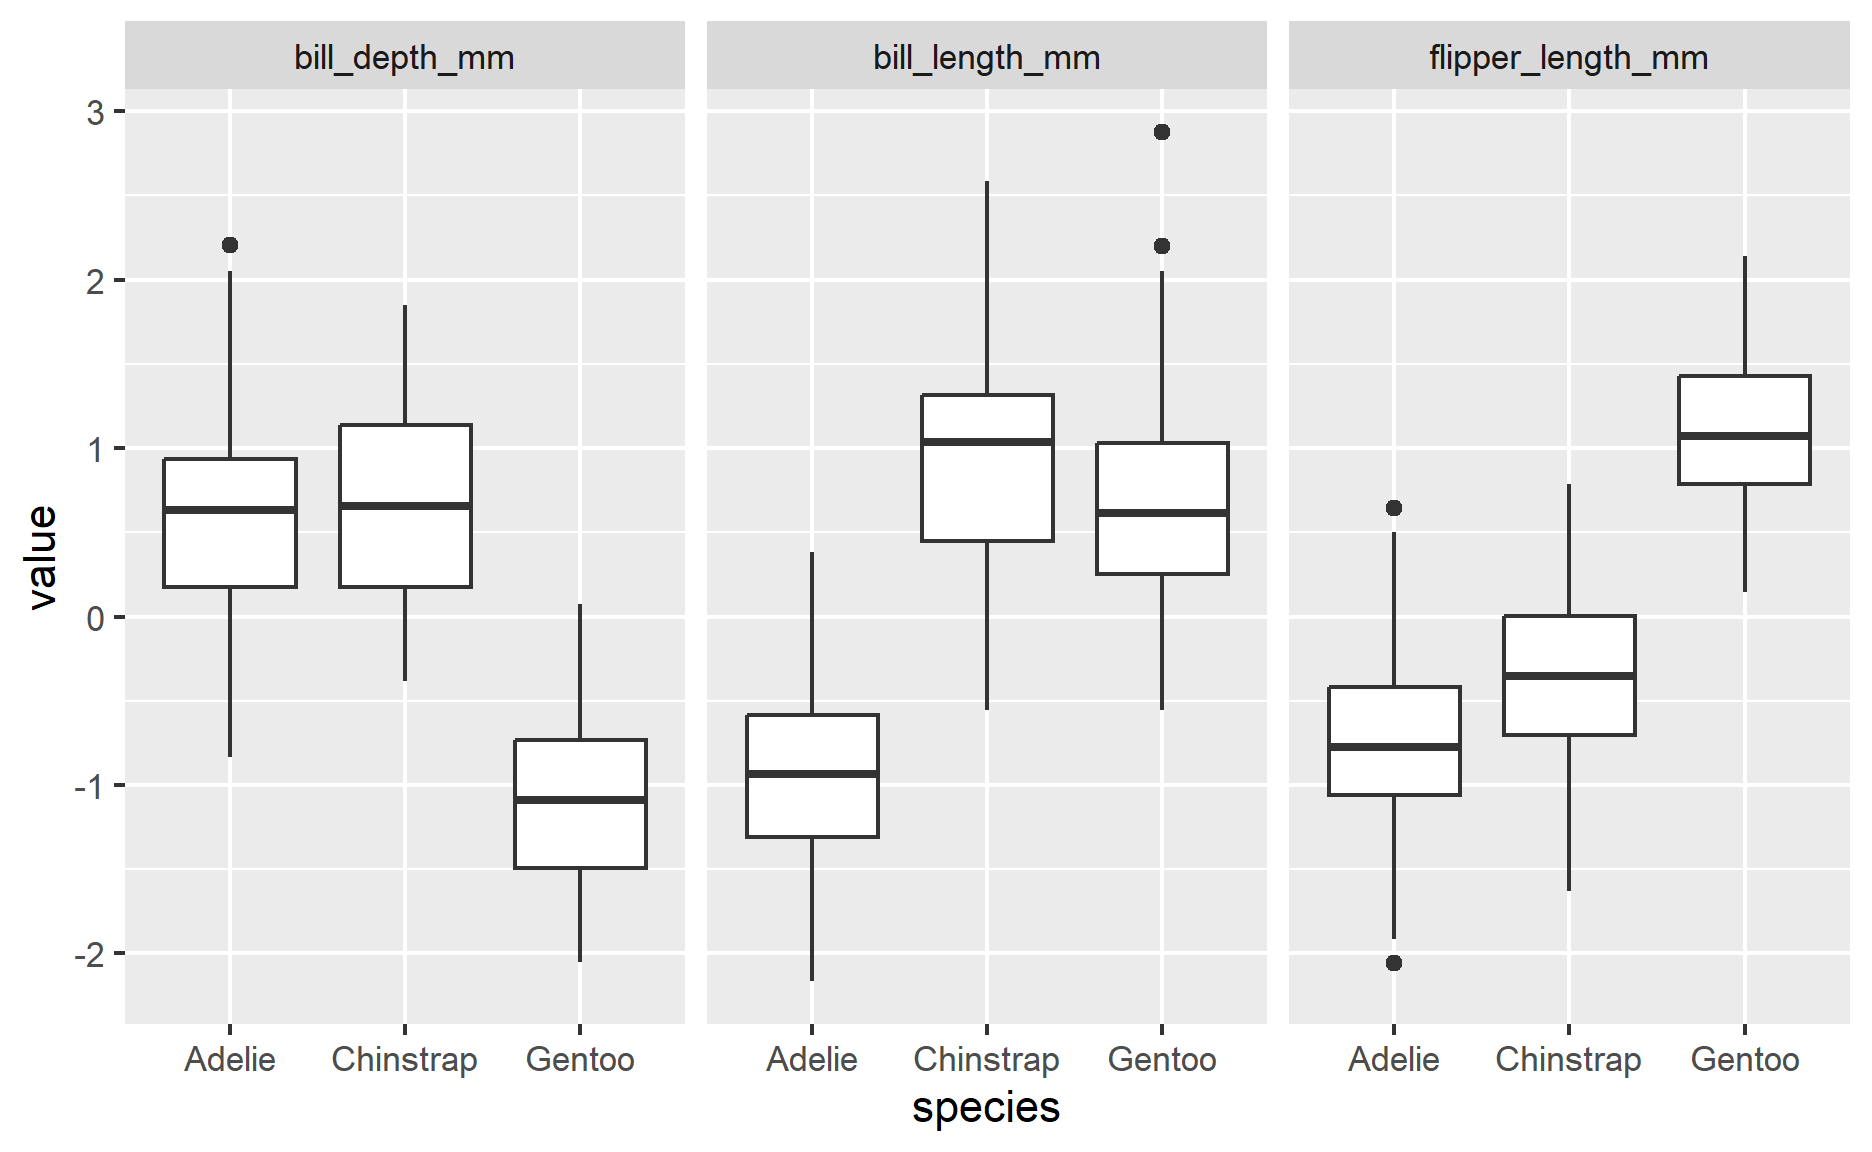 bill_depth_mm bill_length_mm flipper_length_mm
3
2
1
0
-1
-2
value
Adelie Chinstrap Gentoo Adelie Chinstrap Gentoo Adelie Chinstrap Gentoo
species